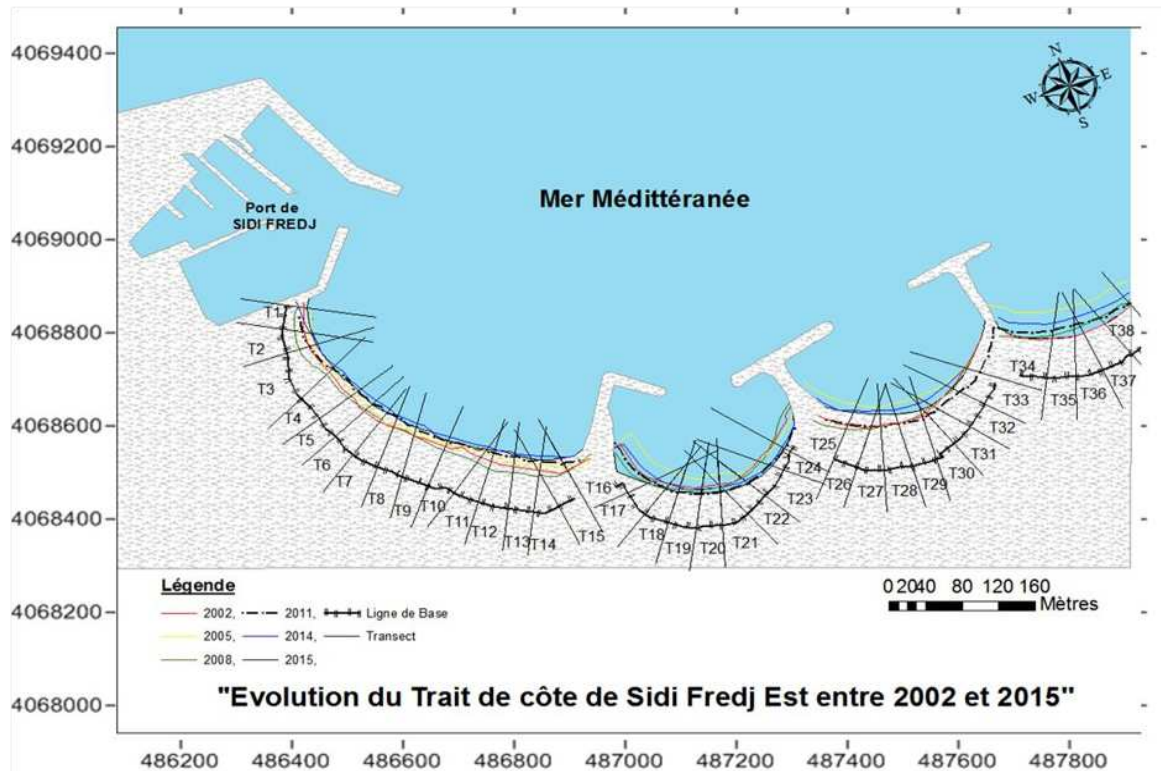 4069400
4069200
4069000
4068800
4068600
4068400
4068200
4068000
N
E
S
W
Mer Médittéranée
Port de
SIDI FREDJ
T1
T2
T3
T4
T5
T6
T7
T8
T9
T10
T11
T12
T13
T14
T15
T16
T17
T18
T19
T20
T21
T22
T23
T24
T25
T26
T27
T28
T29
T30
T31
T32
T33
T34
T35
T36
T37
T38
Légende
2002, 2011, Ligne de Base
2005, 2014, Transect
2008, 2015,
0 20 40 80 120 160
Mètres
"Evolution du Trait de côte de Sidi Fredj Est entre 2002 et 2015"
486200 486400 486600 486800 487000 487200 487400 487600 487800